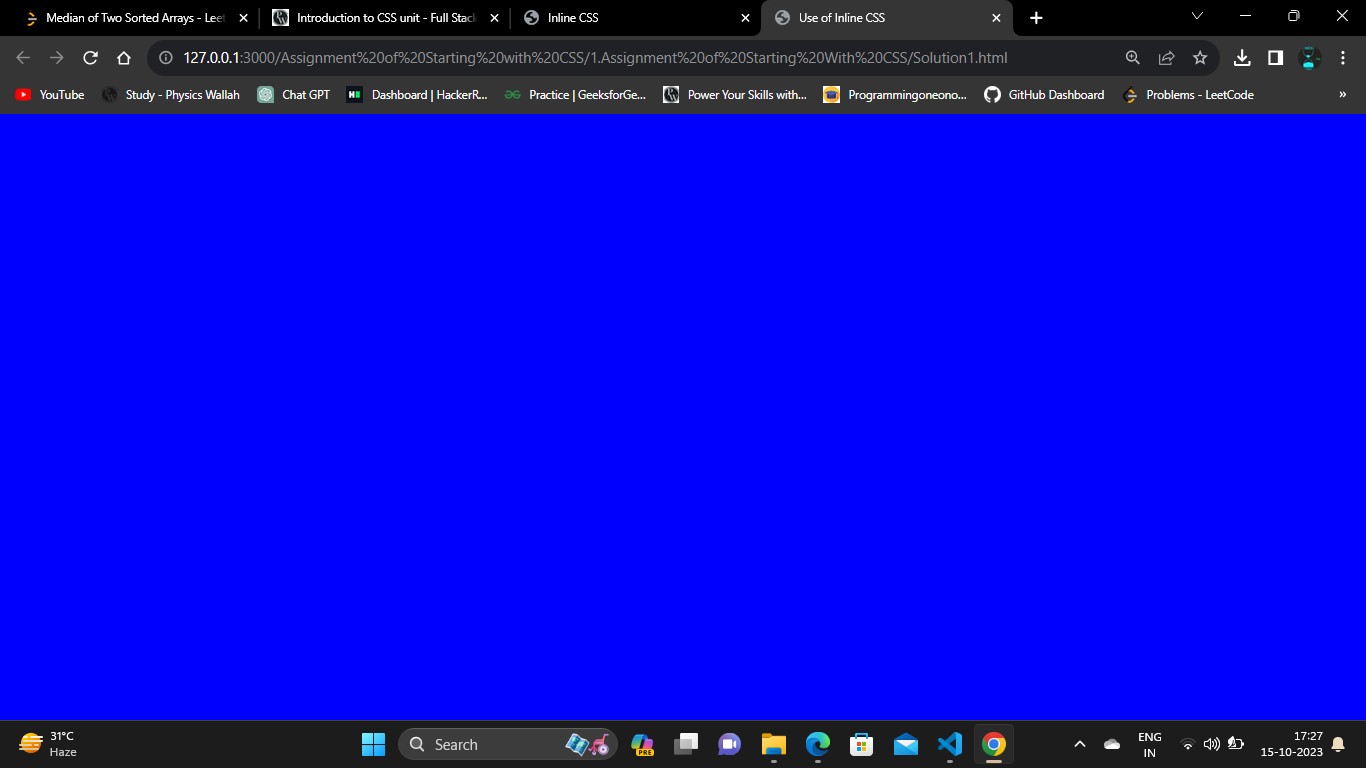 Median of Two Sorted Arrays - Leet
Introduction to CSS unit - Full Stack
Inline CSS
Use of Inline CSS
127.0.0.1:3000/Assignment%20of%20Starting%20with%20CSS/1.Assignment%20of%20Starting%20With%20CSS/Solution1.html
YouTube
Study - Physics Wallah
Chat GPT
Dashboard | HackerR...
Practice | GeeksforGe...
Power Your Skills with...
Programmingoneono...
GitHub Dashboard
Problems - LeetCode
»
31°C
Haze
Search
PRE
ENG
IN
17:27
15-10-2023